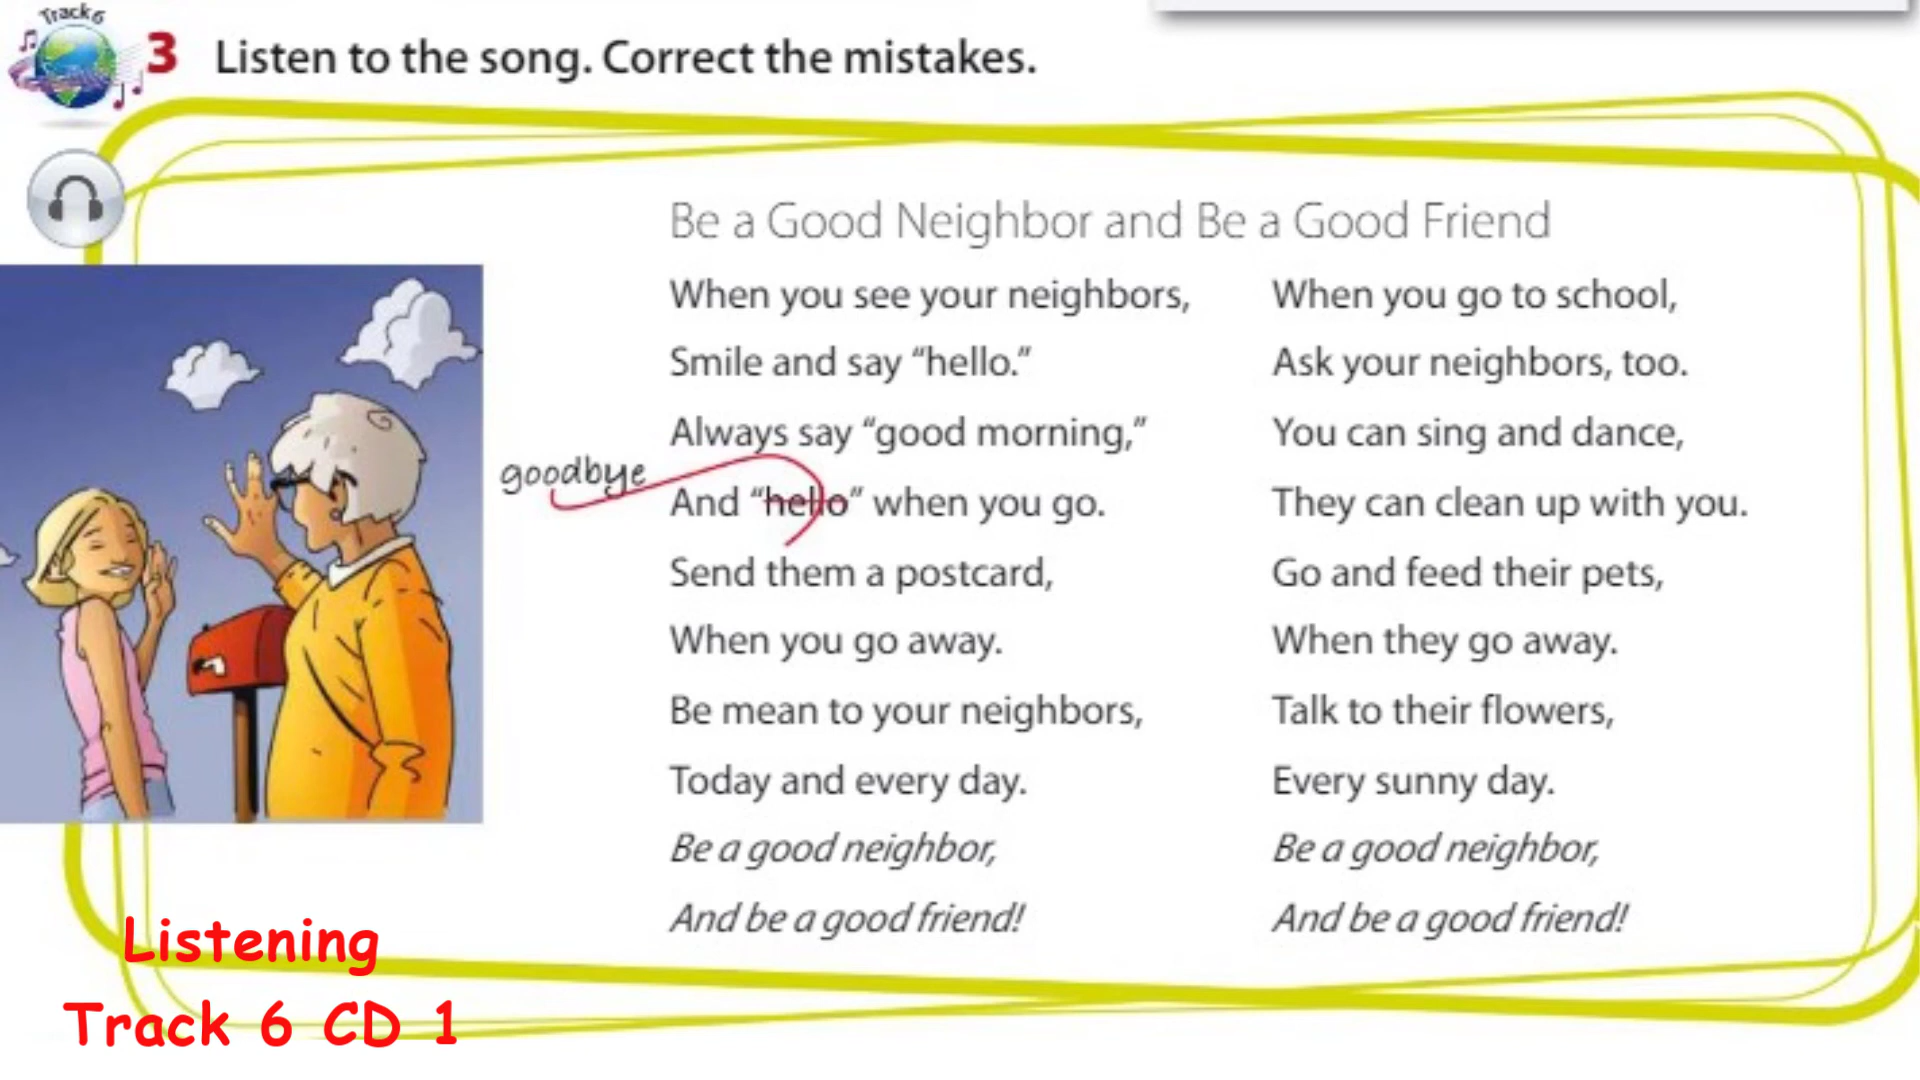 Track 6
3 Listen to the song. Correct the mistakes.
Be a Good Neighbor and Be a Good Friend
When you see your neighbors,
Smile and say “hello.”
Always say “good morning,”
goodbye
And “hello” when you go.
Send them a postcard,
When you go away.
Be mean to your neighbors,
Today and every day.
Be a good neighbor,
And be a good friend!
When you go to school,
Ask your neighbors, too.
You can sing and dance,
They can clean up with you.
Go and feed their pets,
When they go away.
Talk to their flowers,
Every sunny day.
Be a good neighbor,
And be a good friend!
Listening
Track 6 CD 1